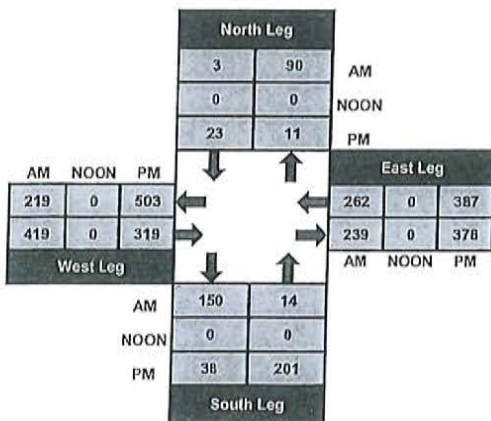 North Leg
3 90 AM
0 0 NOON
23 11 PM
AM NOON PM
East Leg
219 0 503
262 0 387
419 0 319
239 0 378
West Leg
AM NOON PM
AM 150 14
NOON 0 0
PM 38 201
South Leg